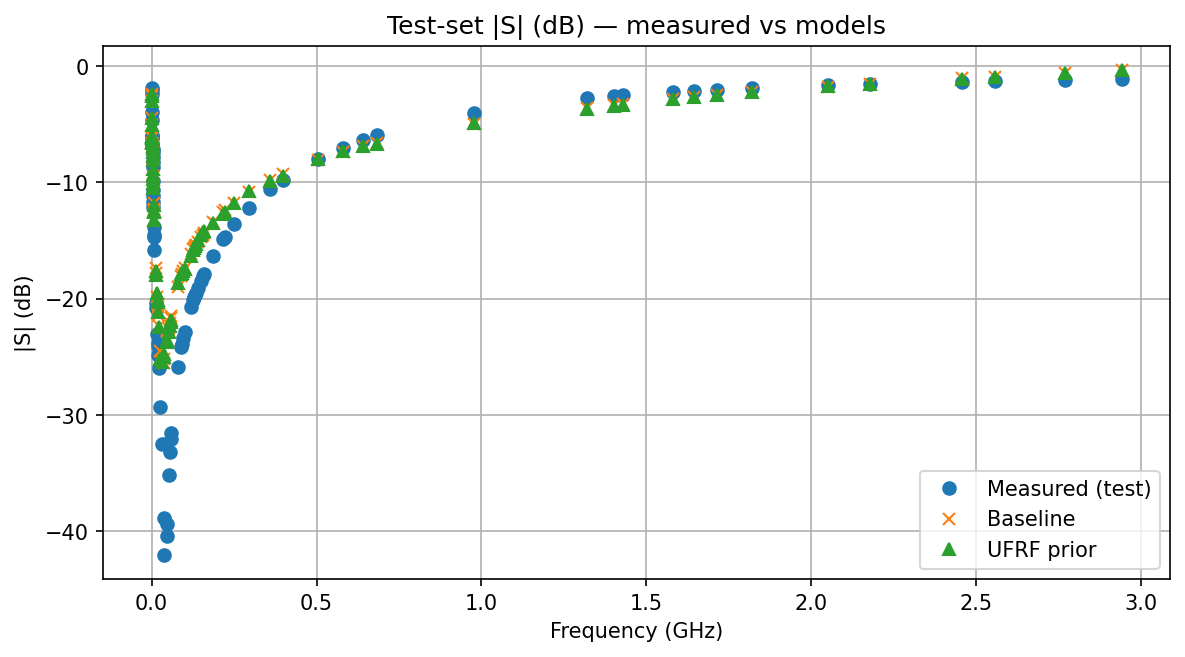 Test-set |S| (dB) — measured vs models
|S| (dB)
0
−10
−20
−30
−40
0.0 0.5 1.0 1.5 2.0 2.5 3.0
Frequency (GHz)
Measured (test)
Baseline
UFRF prior